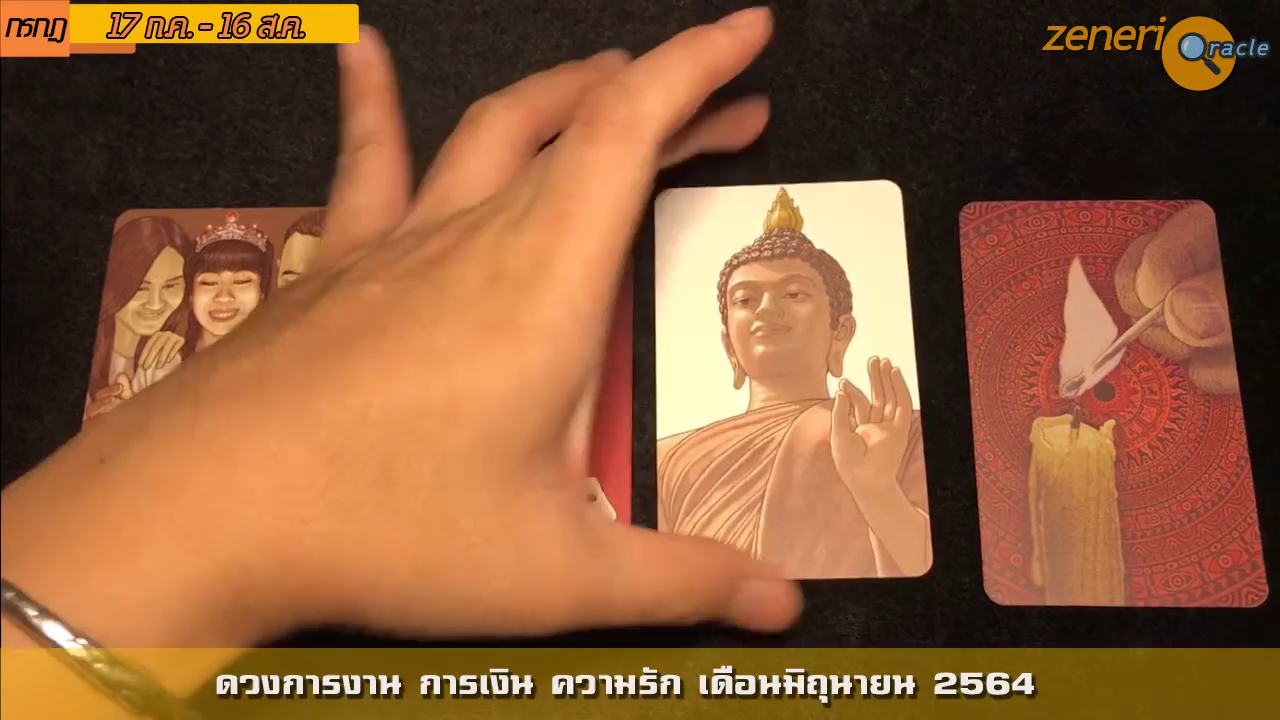 กรกฎ
17 ก.ค. - 16 ส.ค.
zeneri
racle
ดวงการงาน การเงิน ความรัก เดือนมิถุนายน 2564